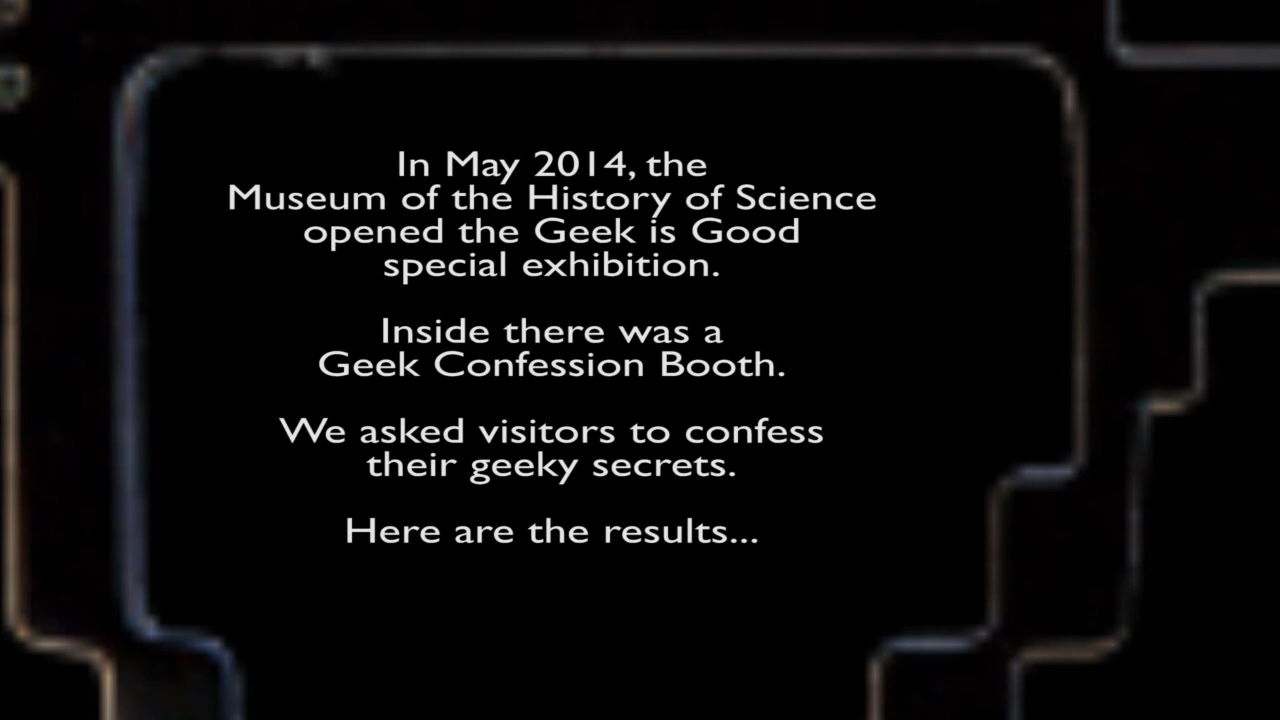 In May 2014, the
Museum of the History of Science
opened the Geek is Good
special exhibition.
Inside there was a
Geek Confession Booth.
We asked visitors to confess
their geeky secrets.
Here are the results...